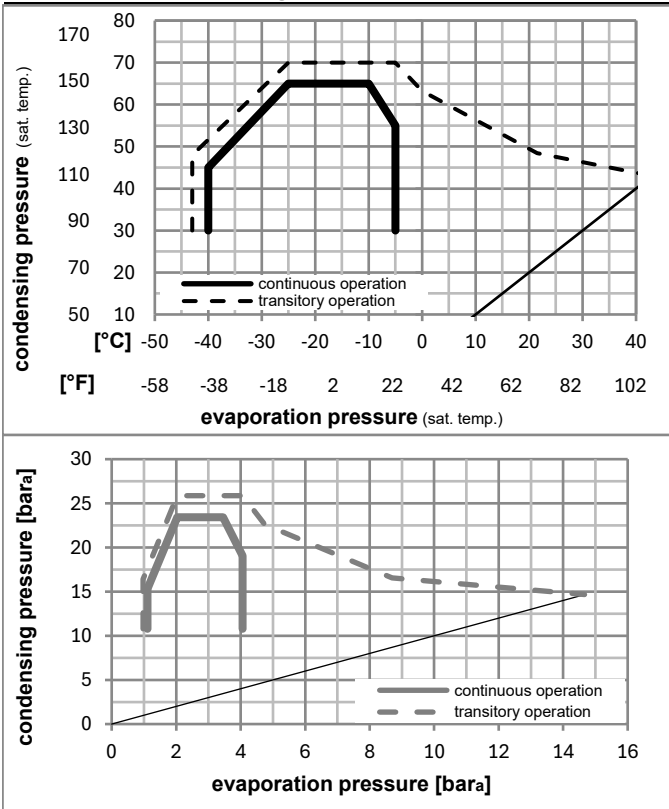 condensing pressure (sat. temp.)
170 80
70
150 60
130 50
110 40
90 30
70 20
50 10
continuous operation
transitory operation
[°C] -50 -40 -30 -20 -10 0 10 20 30 40
[°F] -58 -38 -18 2 22 42 62 82 102
evaporation pressure (sat. temp.)
condensing pressure [bara]
30
25
20
15
10
5
0
continuous operation
transitory operation
0 2 4 6 8 10 12 14 16
evaporation pressure [bara]